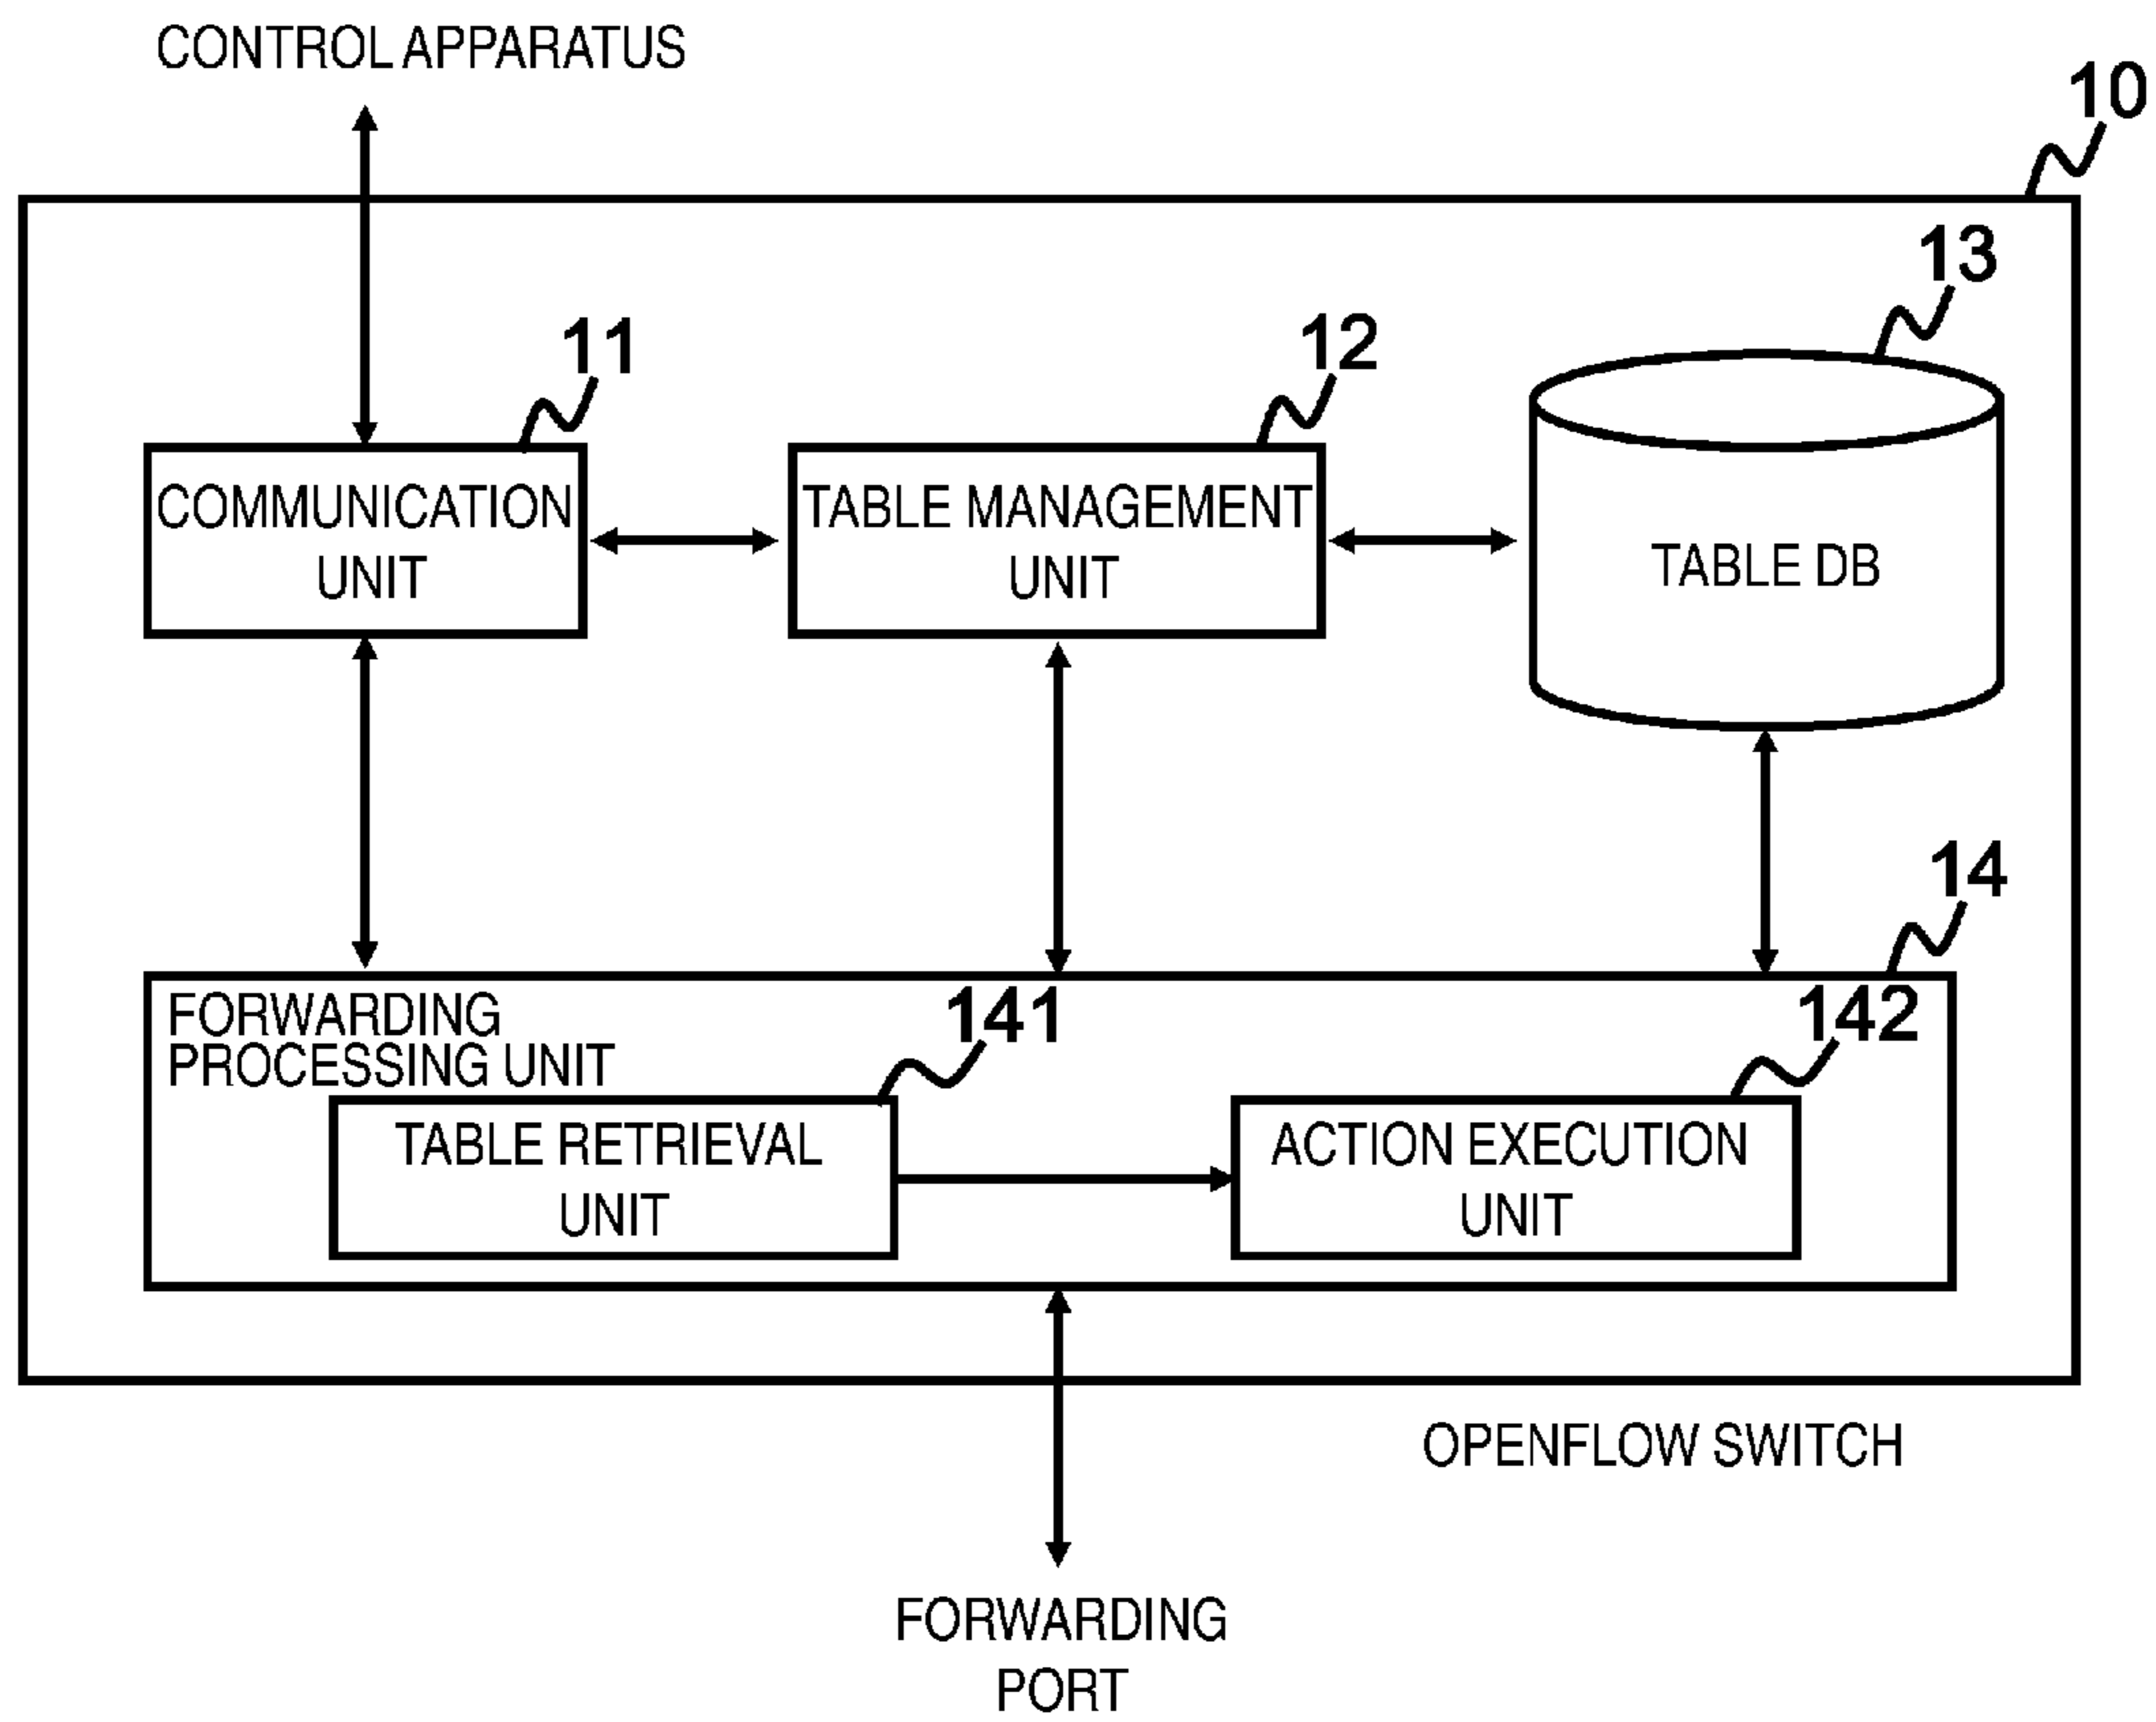 CONTROL APPARATUS
10
13
11
12
COMMUNICATION
UNIT
TABLE MANAGEMENT
UNIT
TABLE DB
14
FORWARDING
PROCESSING UNIT
141
142
TABLE RETRIEVAL
UNIT
ACTION EXECUTION
UNIT
OPENFLOW SWITCH
FORWARDING
PORT